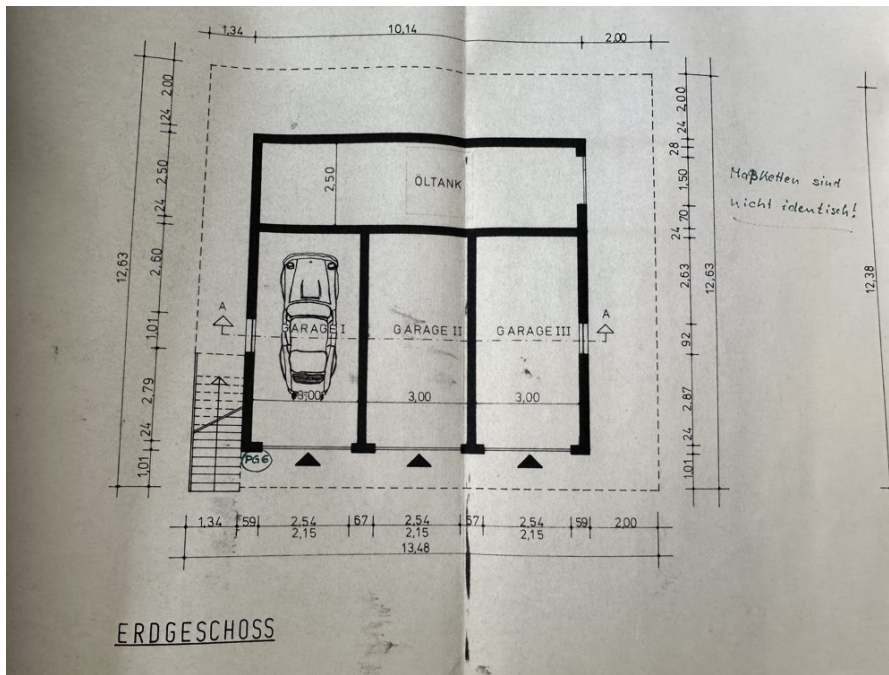 1,34 10,14 2,00
2,00
24
2,50
24
2,60
1,01
2,79
24
1,01
12,63
2,50
ÖLTANK
A
GARAGE I
GARAGE II
GARAGE III
A
3,00
3,00
3,00
PG6
2,00
24
28
1,50
70
24
2,63
92
2,87
24
1,01
12,63
Maßketten sind
nicht identisch!
12,38
1,34 59 2,54 67 2,54 67 2,54 59 2,00
2,15 2,15 2,15
13,48
ERDGESCHOSS